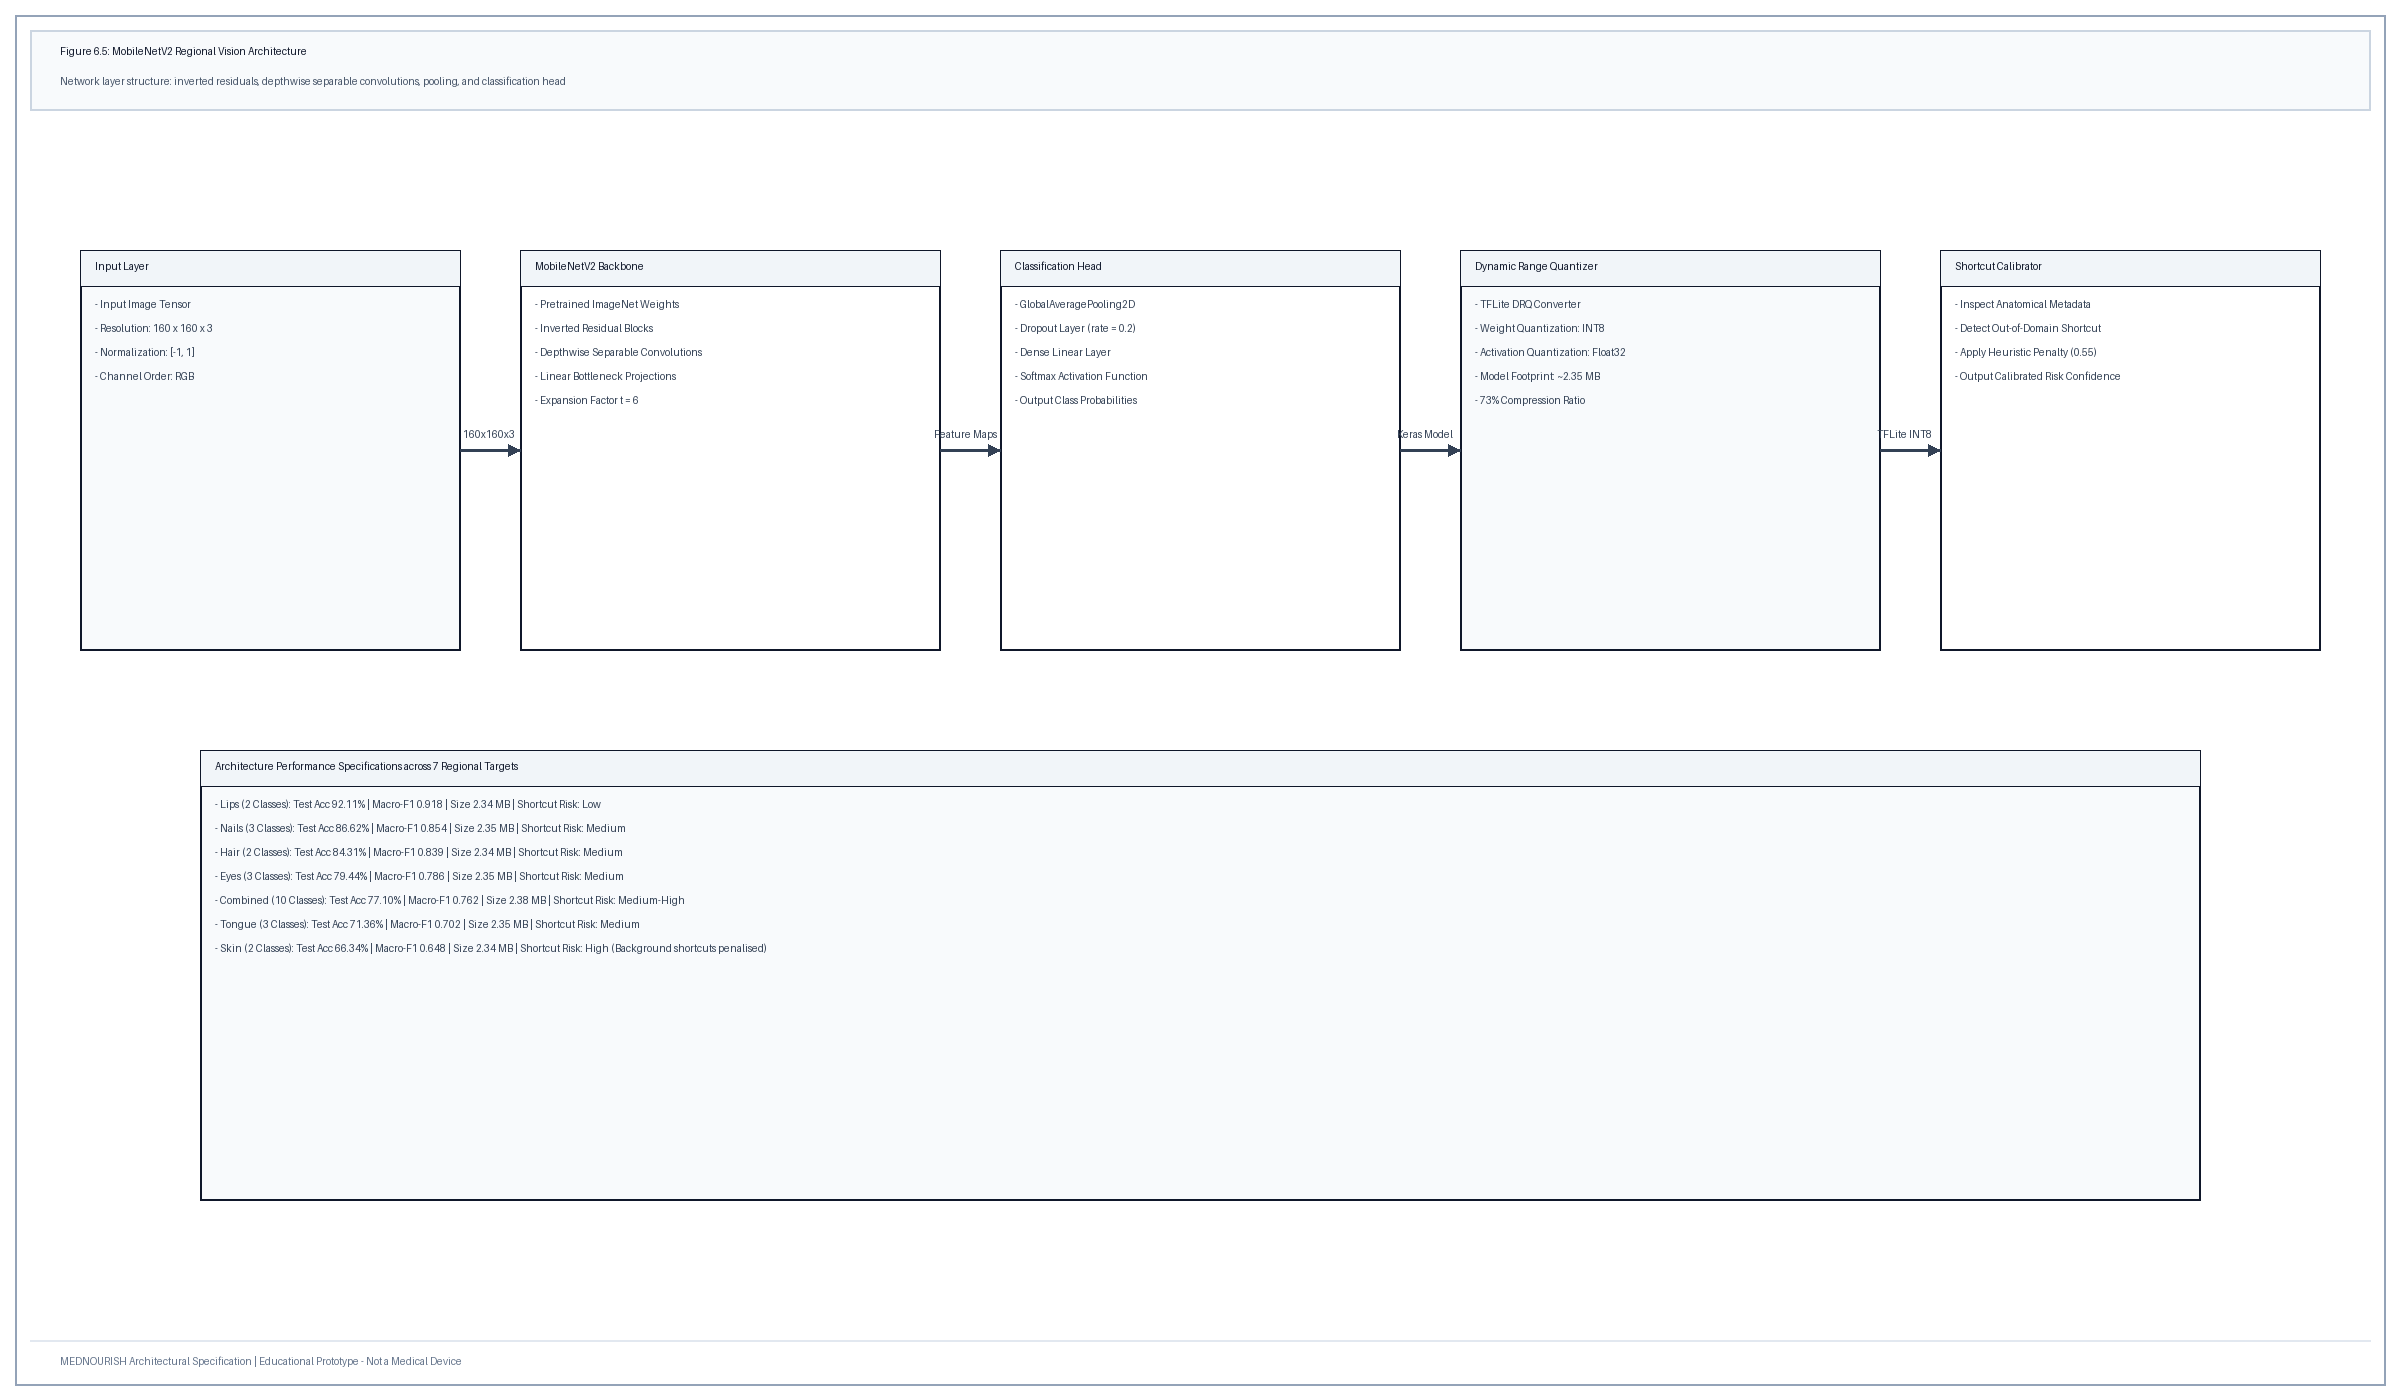 Figure 6.5: MobileNetV2 Regional Vision Architecture
Network layer structure: inverted residuals, depthwise separable convolutions, pooling, and classification head
Input Layer
- Input Image Tensor
- Resolution: 160 x 160 x 3
- Normalization: [-1, 1]
- Channel Order: RGB
160x160x3
MobileNetV2 Backbone
- Pretrained ImageNet Weights
- Inverted Residual Blocks
- Depthwise Separable Convolutions
- Linear Bottleneck Projections
- Expansion Factor t = 6
Feature Maps
Classification Head
- GlobalAveragePooling2D
- Dropout Layer (rate = 0.2)
- Dense Linear Layer
- Softmax Activation Function
- Output Class Probabilities
Keras Model
Dynamic Range Quantizer
- TFLite DRQ Converter
- Weight Quantization: INT8
- Activation Quantization: Float32
- Model Footprint: ~2.35 MB
- 73% Compression Ratio
TFLite INT8
Shortcut Calibrator
- Inspect Anatomical Metadata
- Detect Out-of-Domain Shortcut
- Apply Heuristic Penalty (0.55)
- Output Calibrated Risk Confidence
Architecture Performance Specifications across 7 Regional Targets
- Lips (2 Classes): Test Acc 92.11% | Macro-F1 0.918 | Size 2.34 MB | Shortcut Risk: Low
- Nails (3 Classes): Test Acc 86.62% | Macro-F1 0.854 | Size 2.35 MB | Shortcut Risk: Medium
- Hair (2 Classes): Test Acc 84.31% | Macro-F1 0.839 | Size 2.34 MB | Shortcut Risk: Medium
- Eyes (3 Classes): Test Acc 79.44% | Macro-F1 0.786 | Size 2.35 MB | Shortcut Risk: Medium
- Combined (10 Classes): Test Acc 77.10% | Macro-F1 0.762 | Size 2.38 MB | Shortcut Risk: Medium-High
- Tongue (3 Classes): Test Acc 71.36% | Macro-F1 0.702 | Size 2.35 MB | Shortcut Risk: Medium
- Skin (2 Classes): Test Acc 66.34% | Macro-F1 0.648 | Size 2.34 MB | Shortcut Risk: High (Background shortcuts penalised)
MEDNOURISH Architectural Specification | Educational Prototype - Not a Medical Device